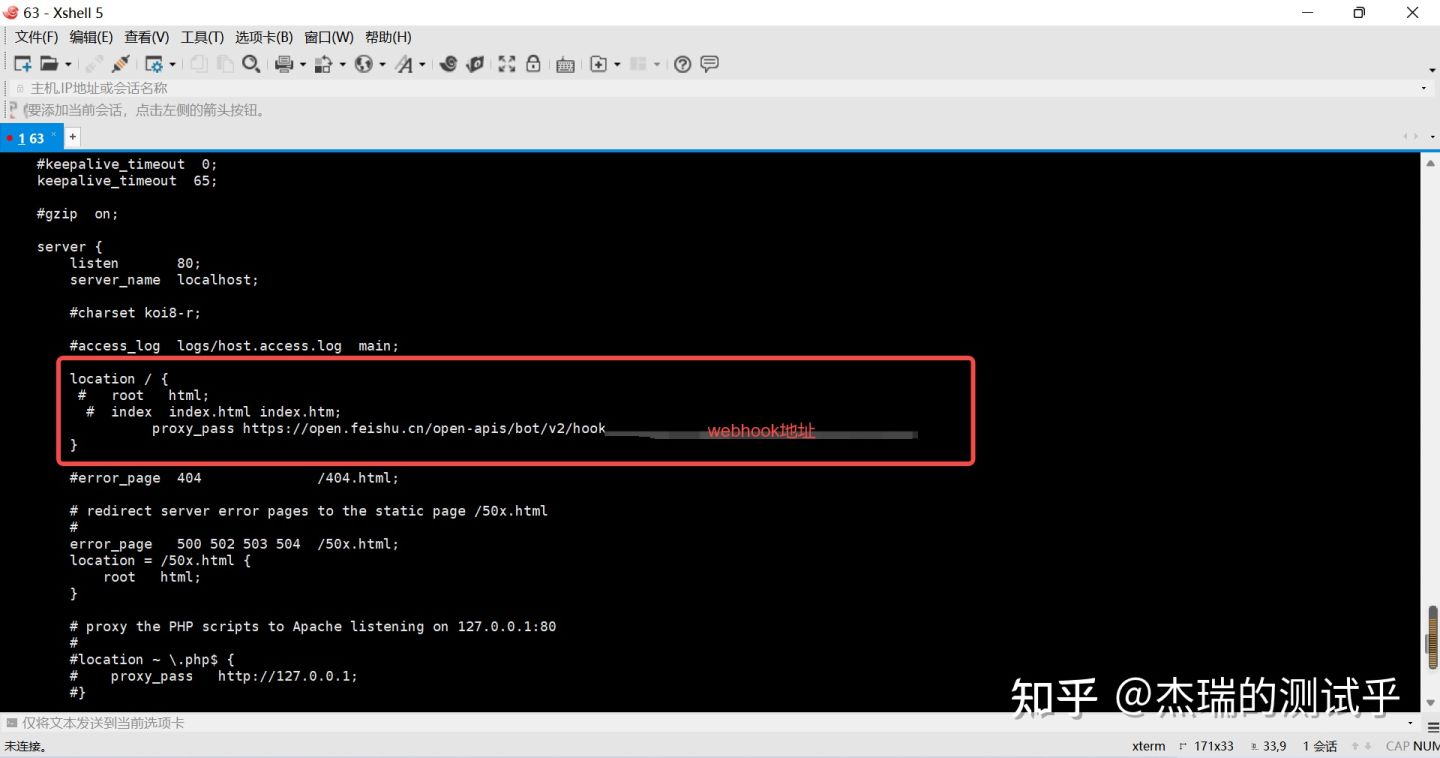 63 - Xshell 5
文件(F) 编辑(E) 查看(V) 工具(T) 选项卡(B) 窗口(W) 帮助(H)
主机,IP地址或会话名称
要添加当前会话，点击左侧的箭头按钮。
1 63
#keepalive_timeout  0;
keepalive_timeout  65;
#gzip  on;
server {
listen       80;
server_name  localhost;
#charset koi8-r;
#access_log  logs/host.access.log  main;
location / {
#   root   html;
#  index  index.html index.htm;
proxy_pass https://open.feishu.cn/open-apis/bot/v2/hook webhook地址
}
#error_page  404              /404.html;
# redirect server error pages to the static page /50x.html
#
error_page   500 502 503 504  /50x.html;
location = /50x.html {
root   html;
}
# proxy the PHP scripts to Apache listening on 127.0.0.1:80
#
#location ~ \.php$ {
#    proxy_pass   http://127.0.0.1;
#}
知乎 @杰瑞的测试乎
仅将文本发送到当前选项卡
未连接。 xterm 171x33 33,9 1 会话 CAP NUM